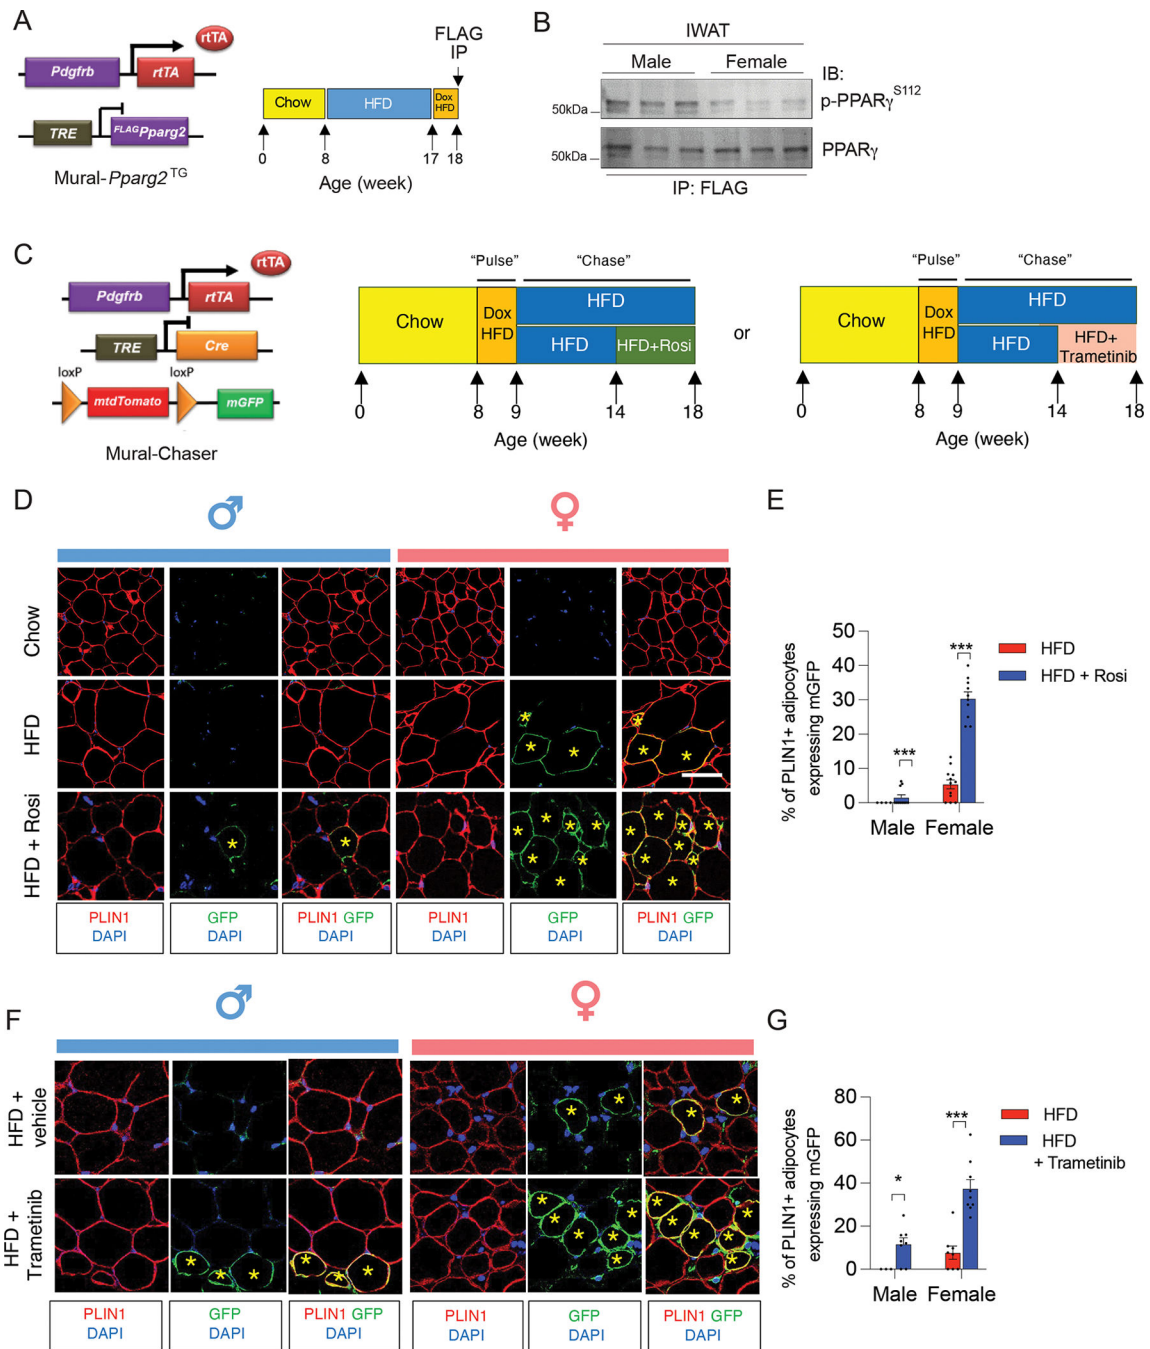 A
rtTA
Pdgfrb
rtTA
TRE
FLAGPparg2
Mural-Pparg2TG
FLAG
IP
Chow
HFD
Dox
HFD
0
8
17
18
Age (week)
B
IWAT
Male
Female
IB:
50kDa
p-PPARγS112
50kDa
PPARγ
IP: FLAG
C
rtTA
Pdgfrb
rtTA
TRE
Cre
loxP
loxP
mtdTomato
mGFP
Mural-Chaser
"Pulse"
"Chase"
Chow
Dox
HFD
HFD
HFD
HFD+Rosi
0
8
9
14
18
Age (week)
or
"Pulse"
"Chase"
Chow
Dox
HFD
HFD
HFD
HFD+
Trametinib
0
8
9
14
18
Age (week)
D
♂
♀
Chow
HFD
* * *
* * *
HFD + Rosi
*
*
* * * * * * * *
* * * * * * * *
PLIN1
DAPI
GFP
DAPI
PLIN1 GFP
DAPI
PLIN1
DAPI
GFP
DAPI
PLIN1 GFP
DAPI
E
% of PLIN1+ adipocytes
expressing mGFP
50
40
30
20
10
0
***
***
Male
Female
HFD
HFD + Rosi
F
♂
♀
HFD +
vehicle
* *
* *
HFD +
Trametinib
* * *
* * *
* * * * * * *
* * * * * * *
PLIN1
DAPI
GFP
DAPI
PLIN1 GFP
DAPI
PLIN1
DAPI
GFP
DAPI
PLIN1 GFP
DAPI
G
% of PLIN1+ adipocytes
expressing mGFP
80
60
40
20
0
*
***
Male
Female
HFD
HFD
+ Trametinib